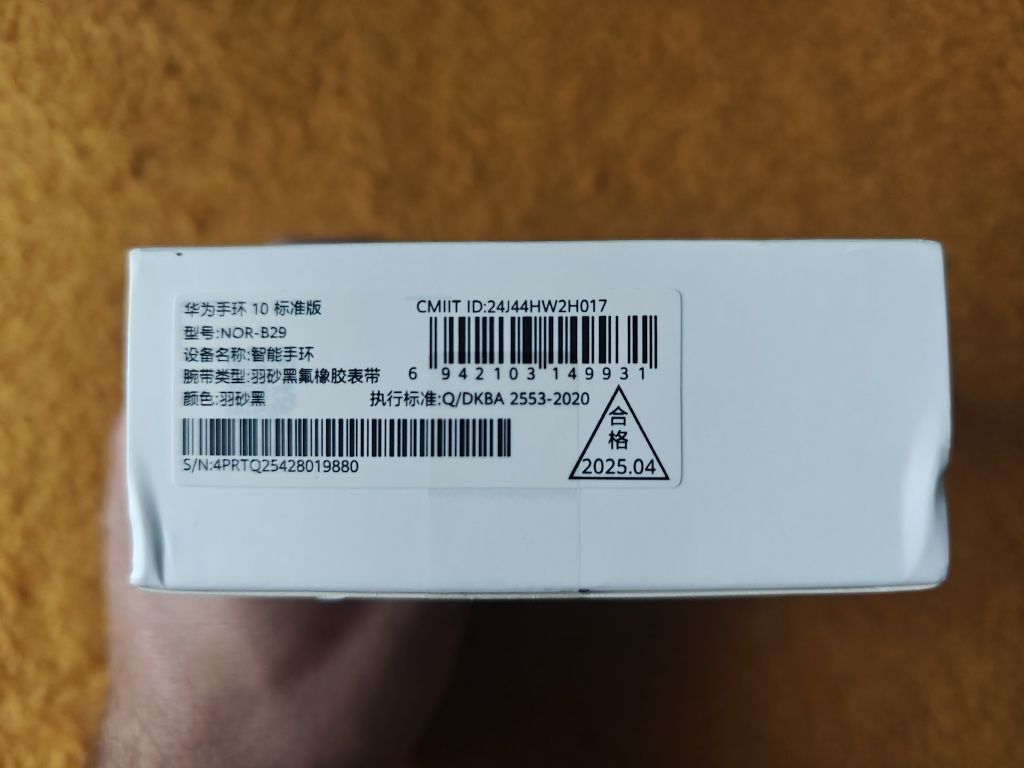 华为手环 10 标准版
CMIIT ID:24J44HW2H017
型号:NOR-B29
设备名称:智能手环
腕带类型:羽砂黑氟橡胶表带
6 942103 149931
颜色:羽砂黑
执行标准:Q/DKBA 2553-2020
合格
2025.04
S/N:4PRTQ25428019880